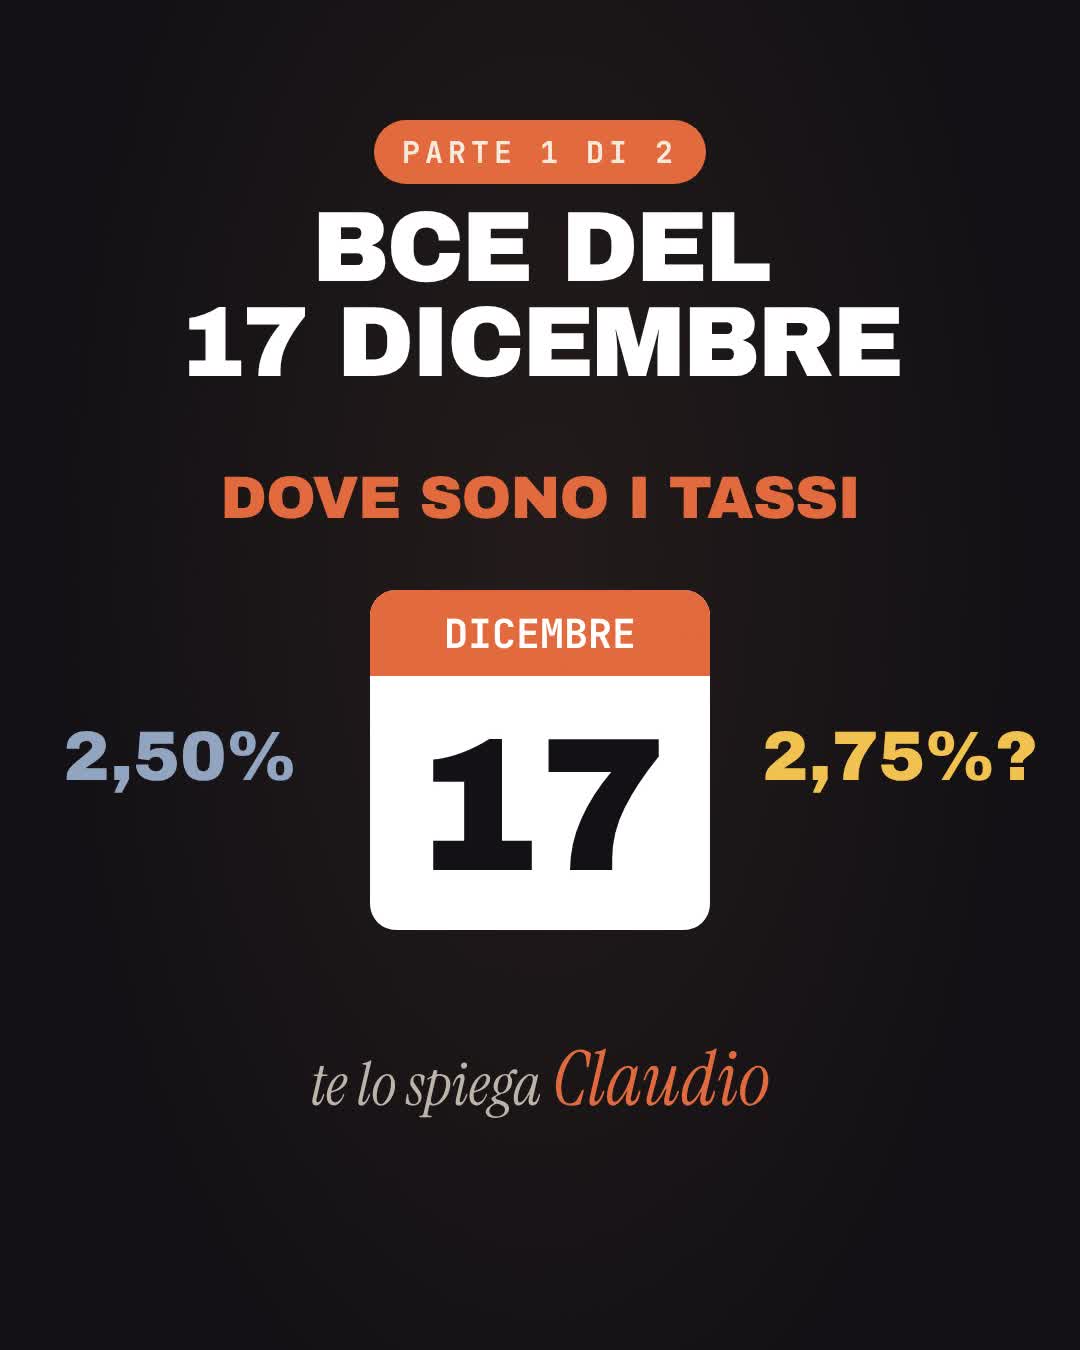 PARTE 1 DI 2
BCE DEL
17 DICEMBRE
DOVE SONO I TASSI
DICEMBRE
2,50%
17
2,75%?
te lo spiega Claudio